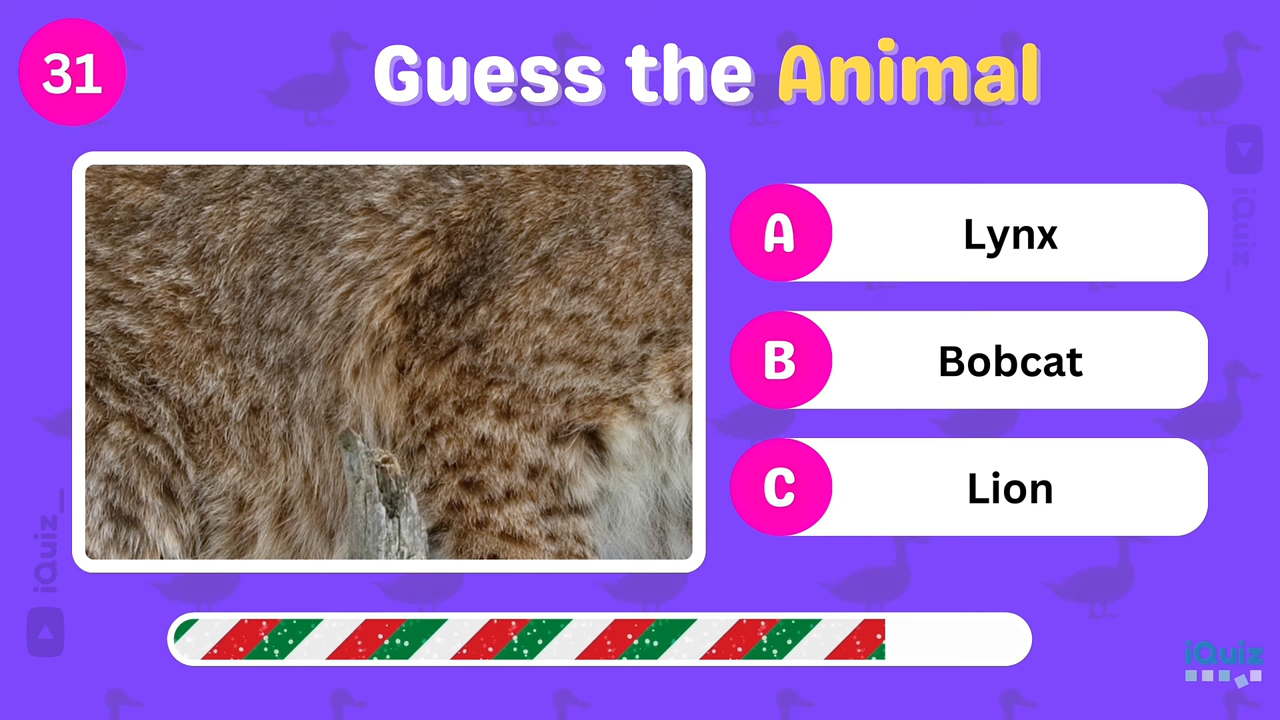 31
Guess the Animal
A
Lynx
B
Bobcat
C
Lion
iQuiz_
iQuiz_
iQuiz